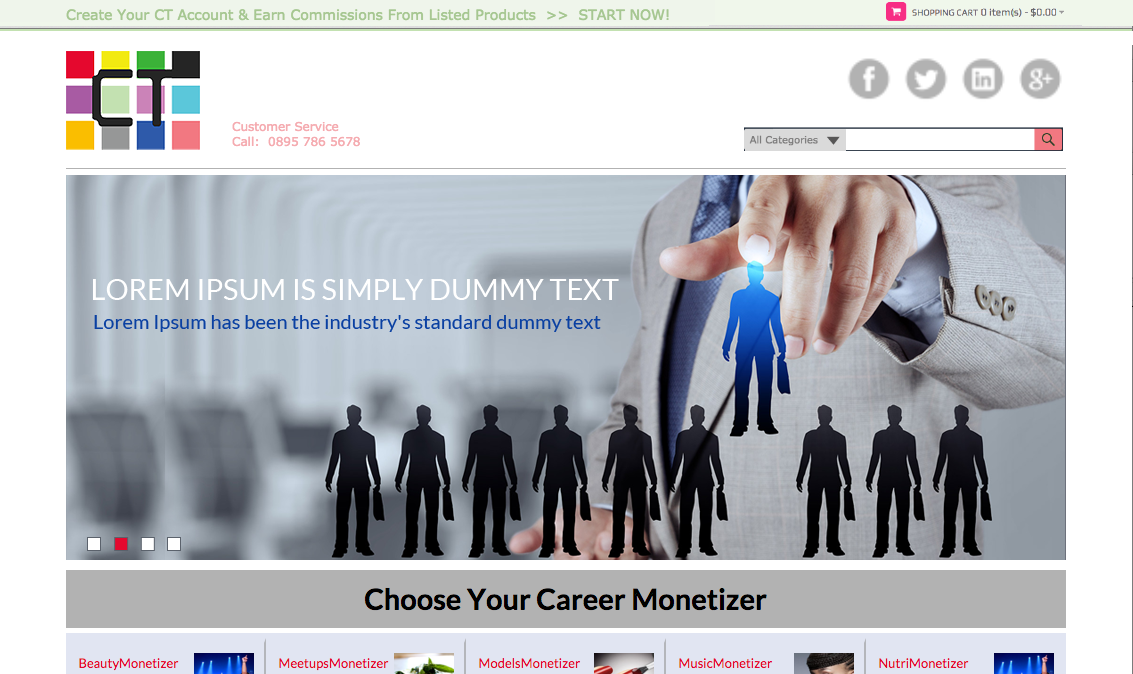 Create Your CT Account & Earn Commissions From Listed Products >> START NOW!
SHOPPING CART 0 item(s) - $0.00
CT
f
in
g+
Customer Service
Call: 0895 786 5678
All Categories
LOREM IPSUM IS SIMPLY DUMMY TEXT
Lorem Ipsum has been the industry's standard dummy text
Choose Your Career Monetizer
BeautyMonetizer
MeetupsMonetizer
ModelsMonetizer
MusicMonetizer
NutriMonetizer